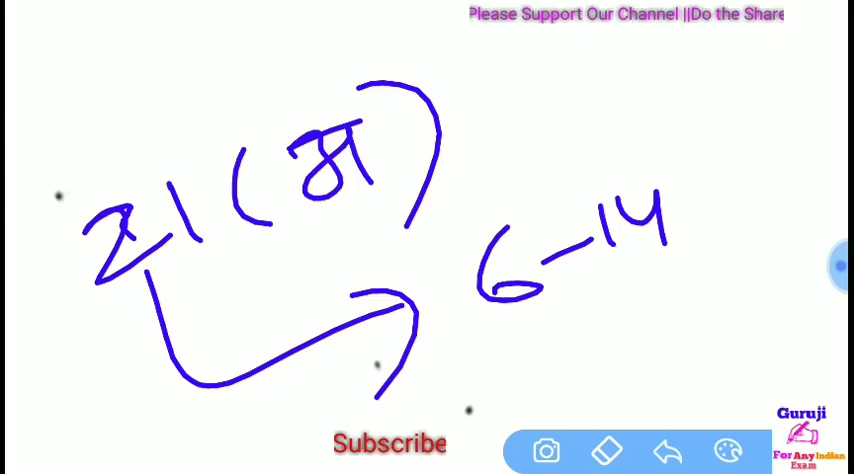 Please Support Our Channel ||Do the Share
21 (क) 6-14
Subscribe
Guruji
For Any Indian
Exam